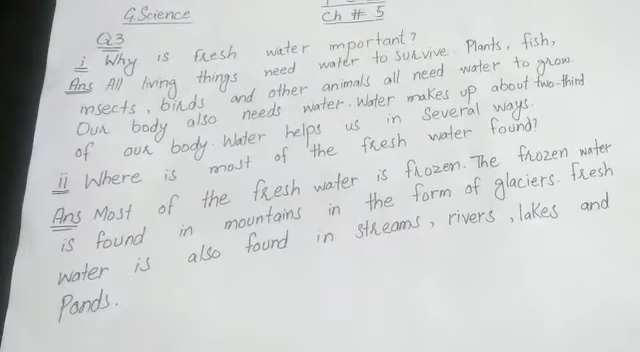 G.Science
Ch # 5
Q3
i Why is Fresh water important?
Ans All living things need water to survive. Plants, fish,
insects, birds and other animals all need water to grow.
Our body also needs water. Water makes up about two-third
of our body. Water helps us in several ways.
ii Where is most of the fresh water found?
Ans Most of the fresh water is frozen. The frozen water
is found in mountains in the form of glaciers. Fresh
water is also found in streams, rivers, lakes and
Ponds.